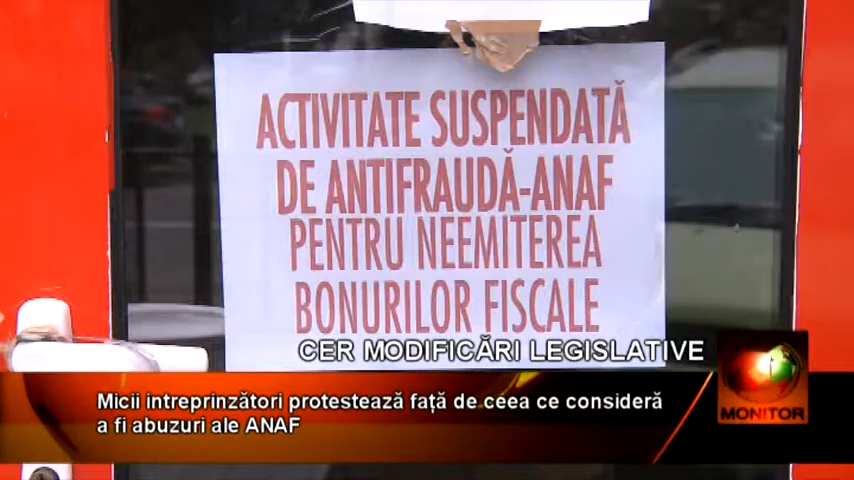 ACTIVITATE SUSPENDATĂ
DE ANTIFRAUDĂ-ANAF
PENTRU NEEMITEREA
BONURILOR FISCALE
CER MODIFICĂRI LEGISLATIVE
Micii intreprinzători protestează față de ceea ce consideră
a fi abuzuri ale ANAF
MONITOR